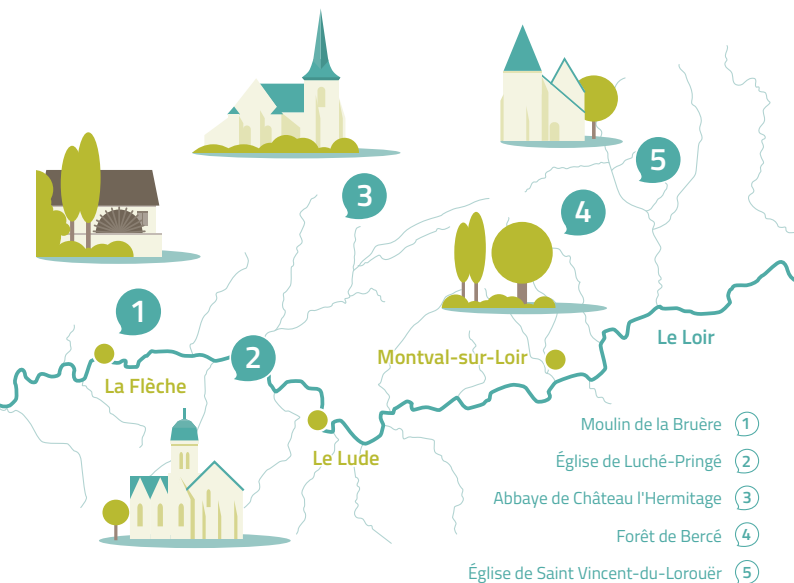 5
3
4
1
Le Loir
2
Montval-sur-Loir
La Flèche
Le Lude
Moulin de la Bruère 1
Église de Luché-Pringé 2
Abbaye de Château l'Hermitage 3
Forêt de Bercé 4
Église de Saint Vincent-du-Lorouër 5